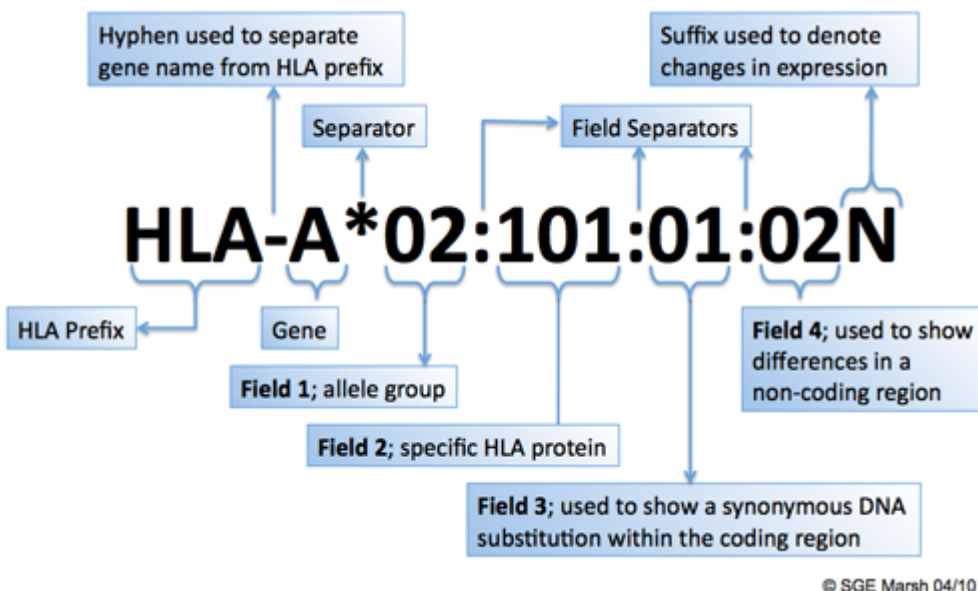 Hyphen used to separate
gene name from HLA prefix
Suffix used to denote
changes in expression
Separator
Field Separators
HLA-A*02:101:01:02N
HLA Prefix
Gene
Field 4; used to show
differences in a
non-coding region
Field 1; allele group
Field 2; specific HLA protein
Field 3; used to show a synonymous DNA
substitution within the coding region
© SGE Marsh 04/10